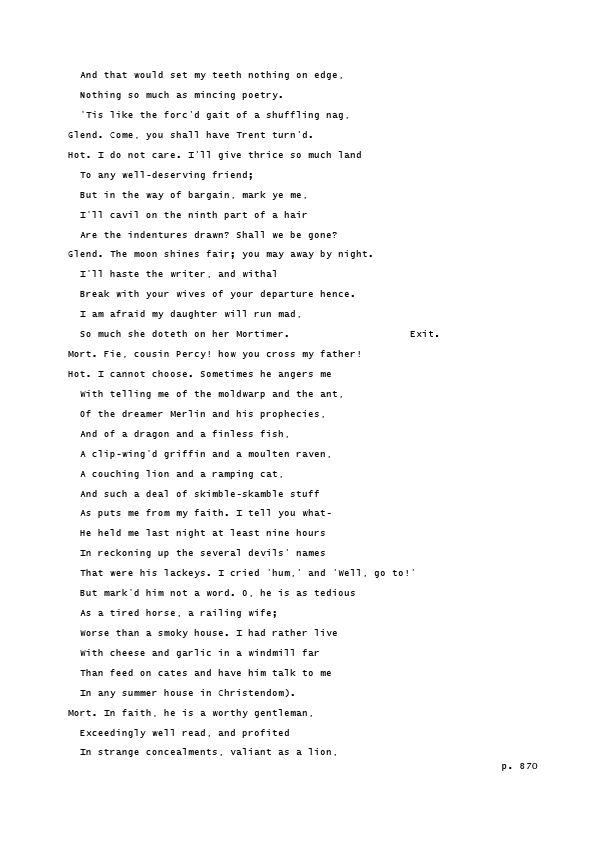 And that would set my teeth nothing on edge,
Nothing so much as mincing poetry.
'Tis like the forc'd gait of a shuffling nag,
Glend. Come, you shall have Trent turn'd.
Hot. I do not care. I'll give thrice so much land
To any well-deserving friend;
But in the way of bargain, mark ye me,
I'll cavil on the ninth part of a hair
Are the indentures drawn? Shall we be gone?
Glend. The moon shines fair; you may away by night.
I'll haste the writer, and withal
Break with your wives of your departure hence.
I am afraid my daughter will run mad,
So much she doteth on her Mortimer. Exit.
Mort. Fie, cousin Percy! how you cross my father!
Hot. I cannot choose. Sometimes he angers me
With telling me of the moldwarp and the ant,
Of the dreamer Merlin and his prophecies,
And of a dragon and a finless fish,
A clip-wing'd griffin and a moulten raven,
A couching lion and a ramping cat,
And such a deal of skimble-skamble stuff
As puts me from my faith. I tell you what-
He held me last night at least nine hours
In reckoning up the several devils' names
That were his lackeys. I cried 'hum,' and 'Well, go to!'
But mark'd him not a word. O, he is as tedious
As a tired horse, a railing wife;
Worse than a smoky house. I had rather live
With cheese and garlic in a windmill far
Than feed on cates and have him talk to me
In any summer house in Christendom).
Mort. In faith, he is a worthy gentleman,
Exceedingly well read, and profited
In strange concealments, valiant as a lion,
p. 870